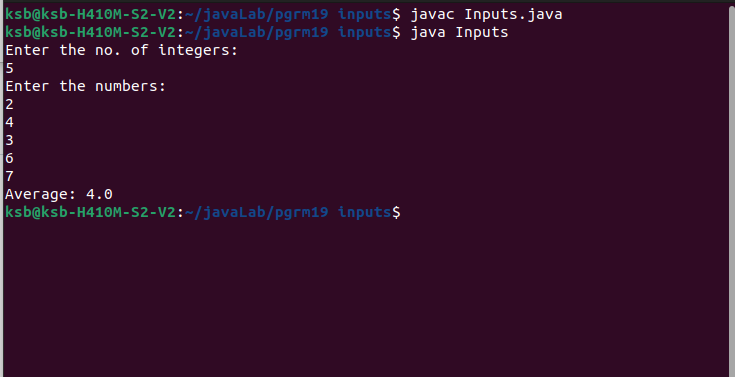 ksb@ksb-H410M-S2-V2:~/javaLab/pgrm19 inputs$ javac Inputs.java
ksb@ksb-H410M-S2-V2:~/javaLab/pgrm19 inputs$ java Inputs
Enter the no. of integers:
5
Enter the numbers:
2
4
3
6
7
Average: 4.0
ksb@ksb-H410M-S2-V2:~/javaLab/pgrm19 inputs$